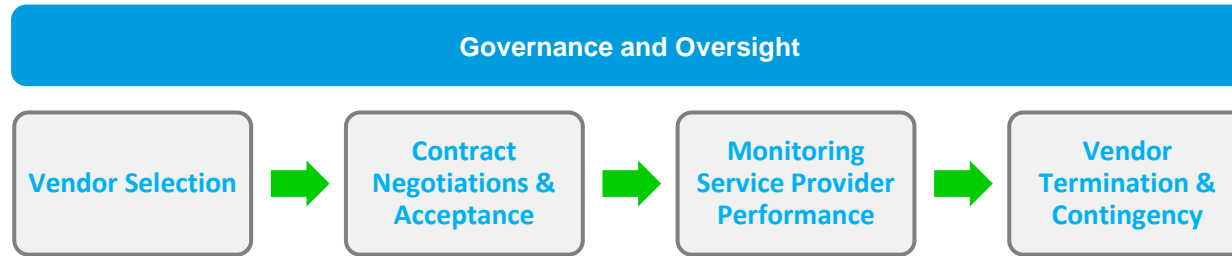 Governance and Oversight
Vendor Selection
Contract
Negotiations &
Acceptance
Monitoring
Service Provider
Performance
Vendor
Termination &
Contingency